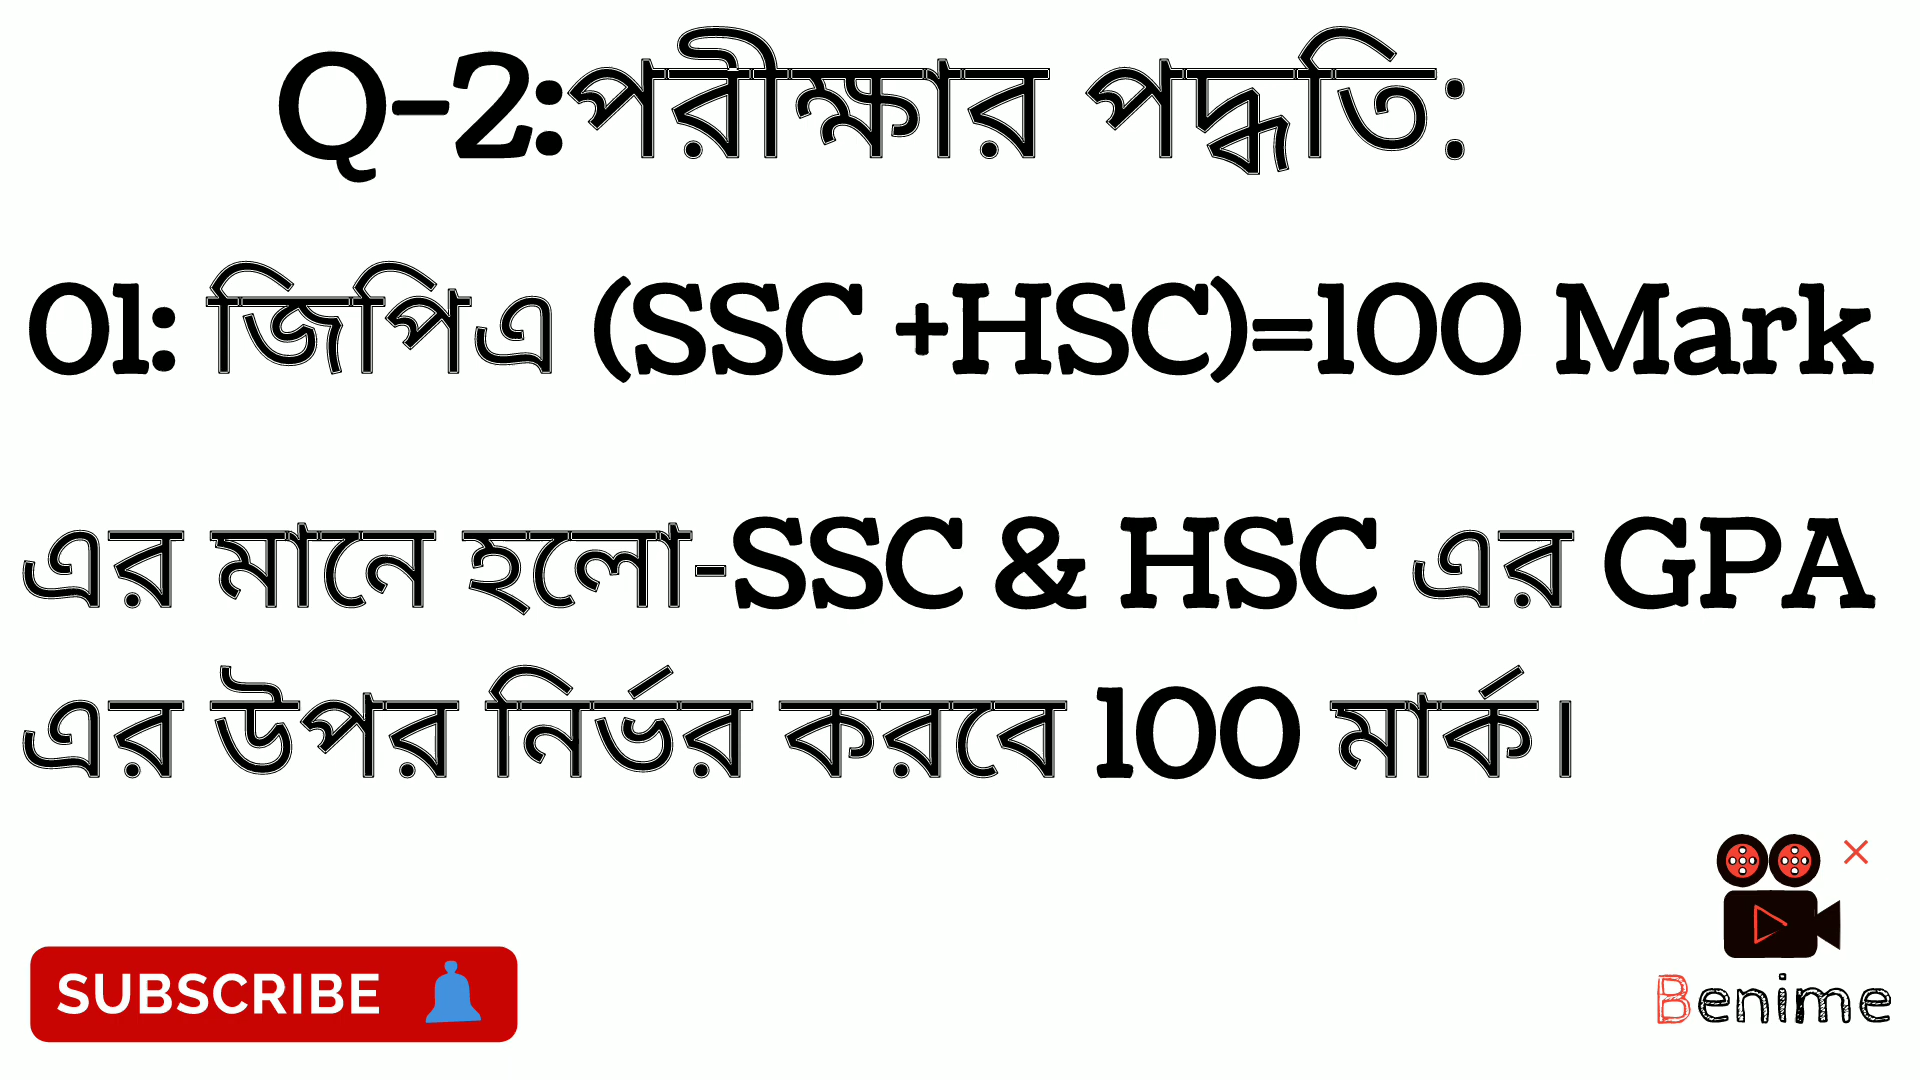 Q-2:পরীক্ষার পদ্ধতি:
01: জিপিএ (SSC +HSC)=100 Mark
এর মানে হলো-SSC & HSC এর GPA
এর উপর নির্ভর করবে 100 মার্ক।
SUBSCRIBE
Benime